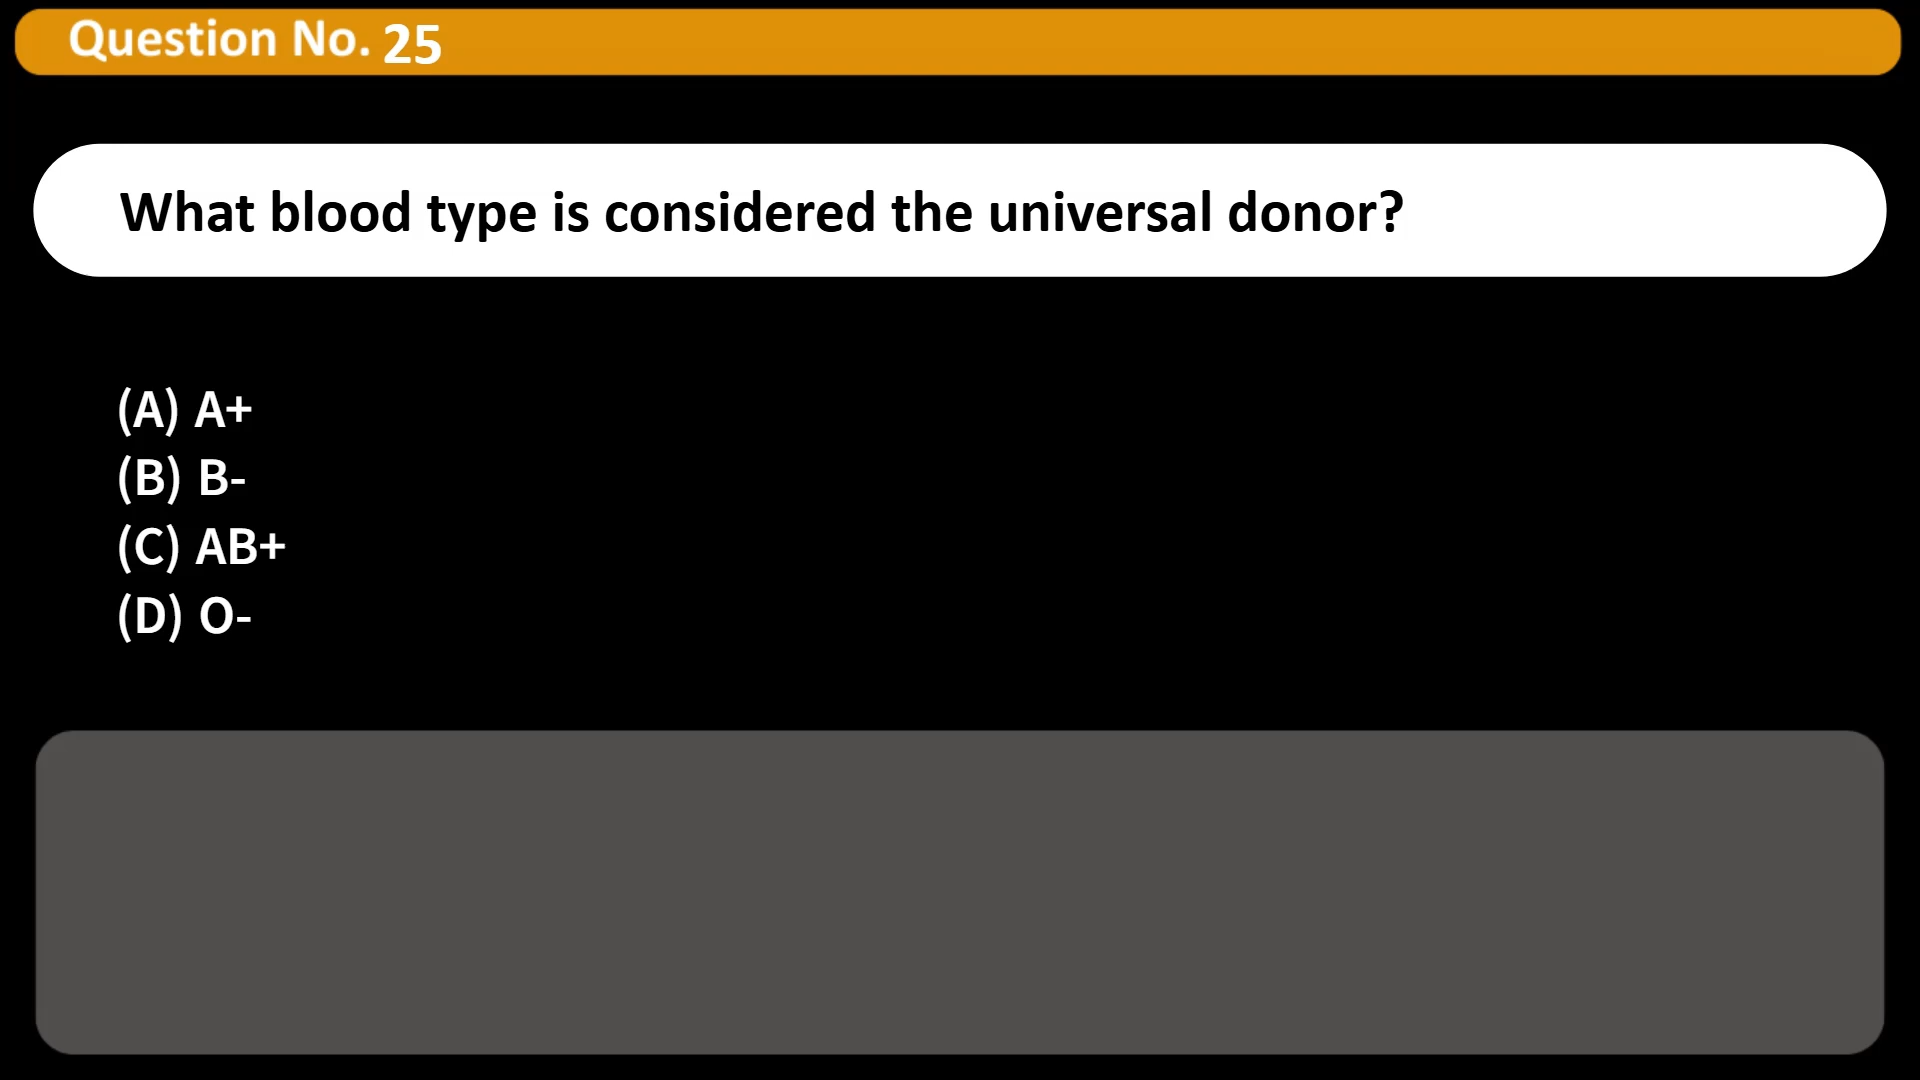 Question No. 25
What blood type is considered the universal donor?
(A) A+
(B) B-
(C) AB+
(D) O-